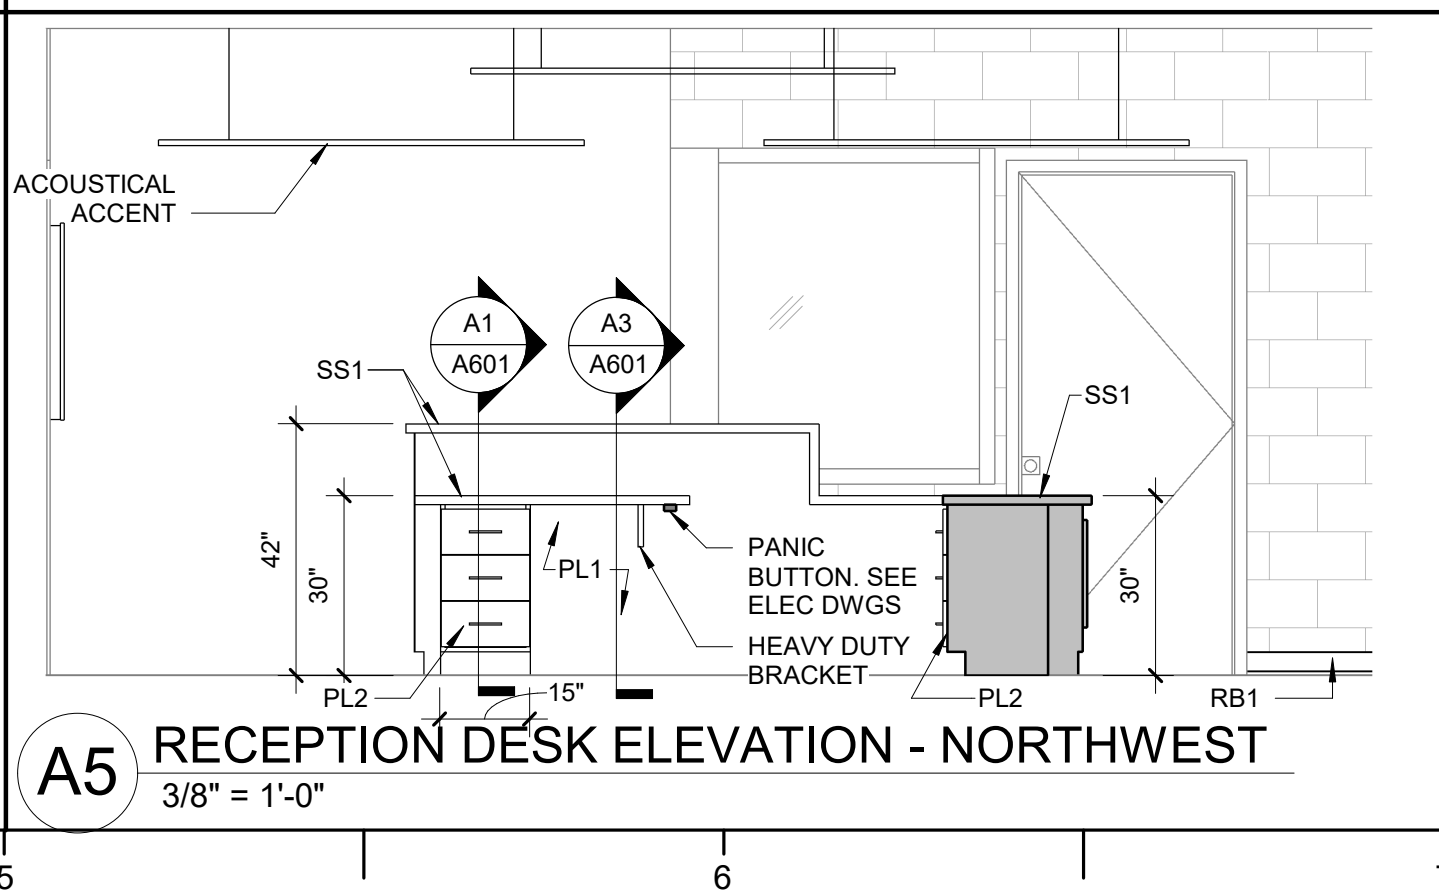 ACOUSTICAL
ACCENT
A1
A601
A3
A601
SS1
SS1
42"
30"
PL1
PANIC
BUTTON. SEE
ELEC DWGS
HEAVY DUTY
BRACKET
30"
PL2
15"
PL2
RB1
A5
RECEPTION DESK ELEVATION - NORTHWEST
3/8" = 1'-0"
5
6